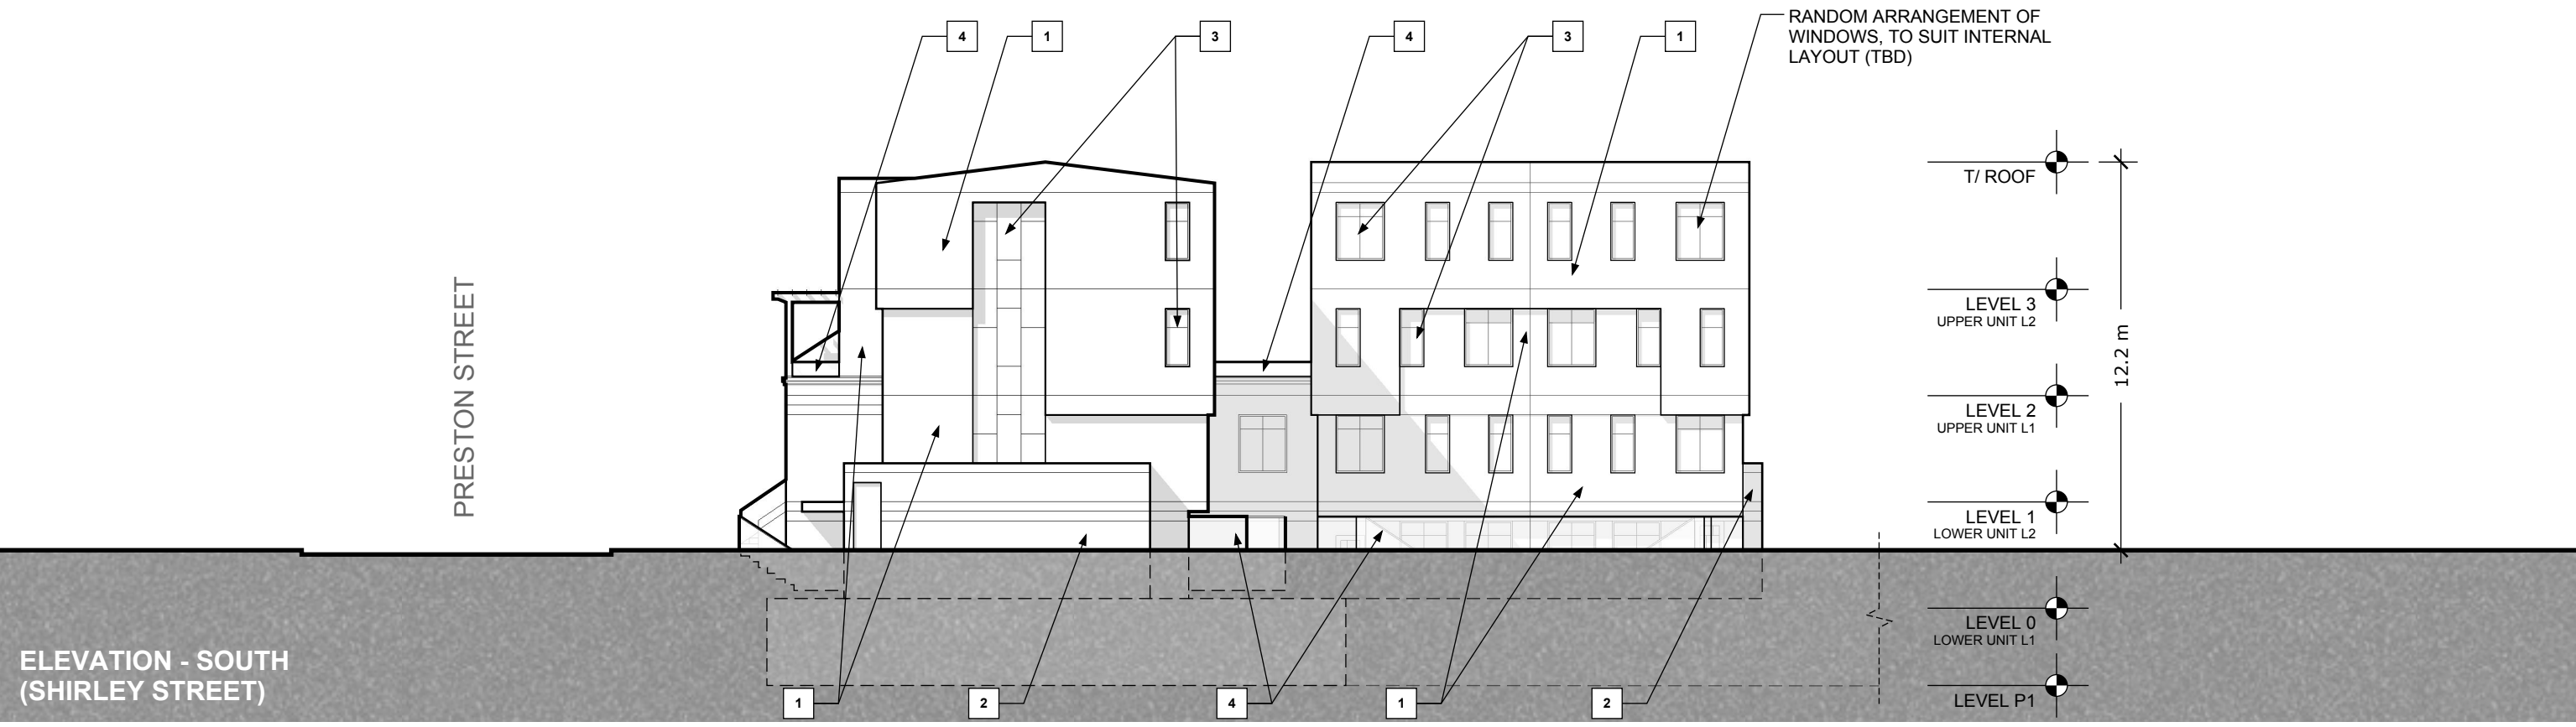 4
1
3
4
3
1
RANDOM ARRANGEMENT OF
WINDOWS, TO SUIT INTERNAL
LAYOUT (TBD)
PRESTON STREET
T/ ROOF
LEVEL 3
UPPER UNIT L2
12.2 m
LEVEL 2
UPPER UNIT L1
LEVEL 1
LOWER UNIT L2
LEVEL 0
LOWER UNIT L1
LEVEL P1
ELEVATION - SOUTH
(SHIRLEY STREET)
1
2
4
1
2